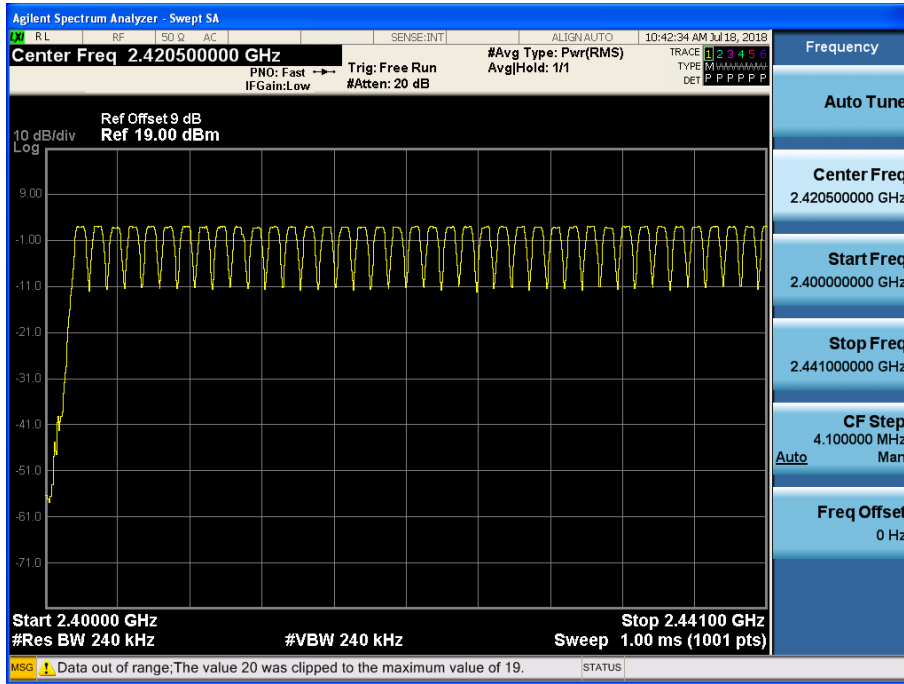 Agilent Spectrum Analyzer - Swept SA
LXI RL RF 50 Ω AC SENSE:INT ALIGN AUTO 10:42:34 AM Jul 18, 2018
Center Freq 2.420500000 GHz
PNO: Fast
IFGain:Low
Trig: Free Run
#Atten: 20 dB
#Avg Type: Pwr(RMS)
Avg|Hold: 1/1
TRACE 1 2 3 4 5 6
TYPE M WWWWW
DET P P P P P P
Frequency
Auto Tune
Ref Offset 9 dB
10 dB/div Ref 19.00 dBm
Log
9.00
-1.00
-11.0
-21.0
-31.0
-41.0
-51.0
-61.0
-71.0
Center Freq
2.420500000 GHz
Start Freq
2.400000000 GHz
Stop Freq
2.441000000 GHz
CF Step
4.100000 MHz
Auto Man
Freq Offset
0 Hz
Start 2.40000 GHz Stop 2.44100 GHz
#Res BW 240 kHz #VBW 240 kHz Sweep 1.00 ms (1001 pts)
MSG Data out of range;The value 20 was clipped to the maximum value of 19. STATUS